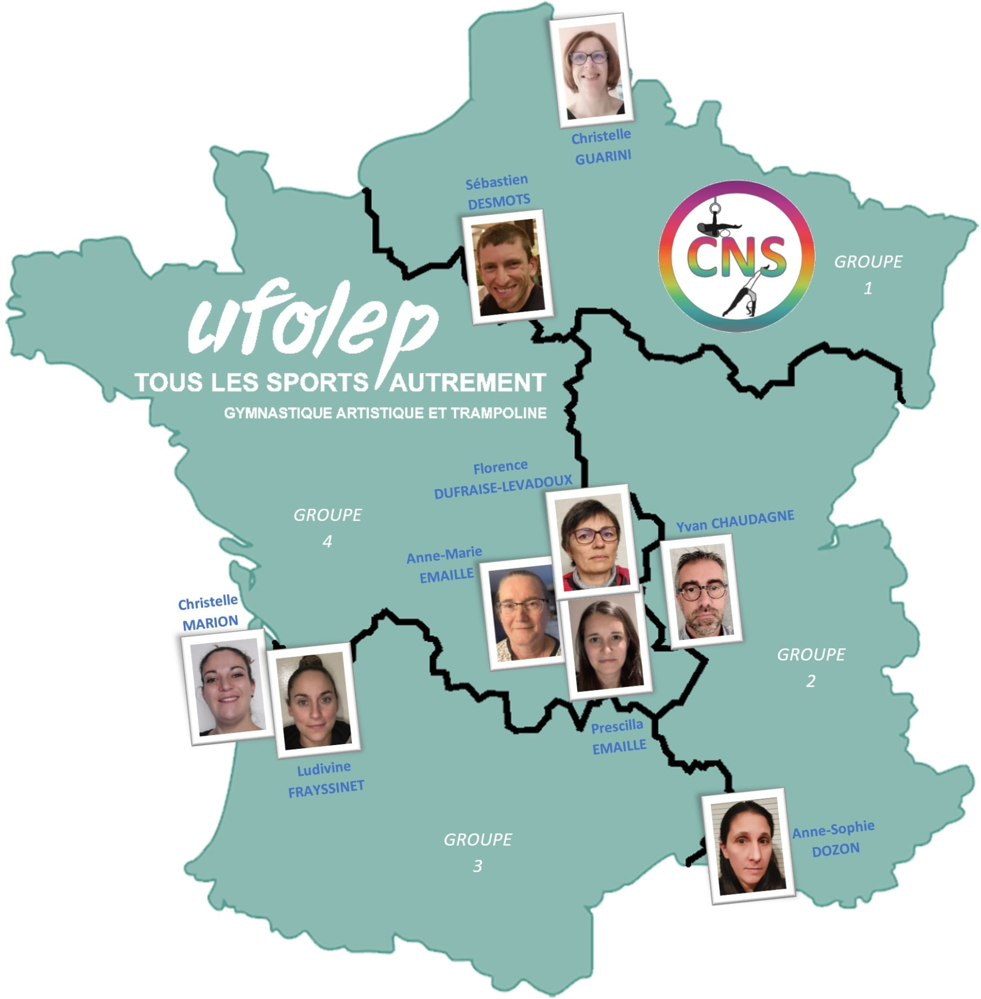 Christelle
GUARINI
Sébastien
DESMOTS
CNS
GROUPE
1
ufolep
TOUS LES SPORTS AUTREMENT
GYMNASTIQUE ARTISTIQUE ET TRAMPOLINE
Florence
DUFRAISE-LEVADOUX
GROUPE
4
Yvan CHAUDAGNE
Anne-Marie
EMAILLE
Christelle
MARION
GROUPE
2
Prescilla
EMAILLE
Ludivine
FRAYSSINET
GROUPE
3
Anne-Sophie
DOZON